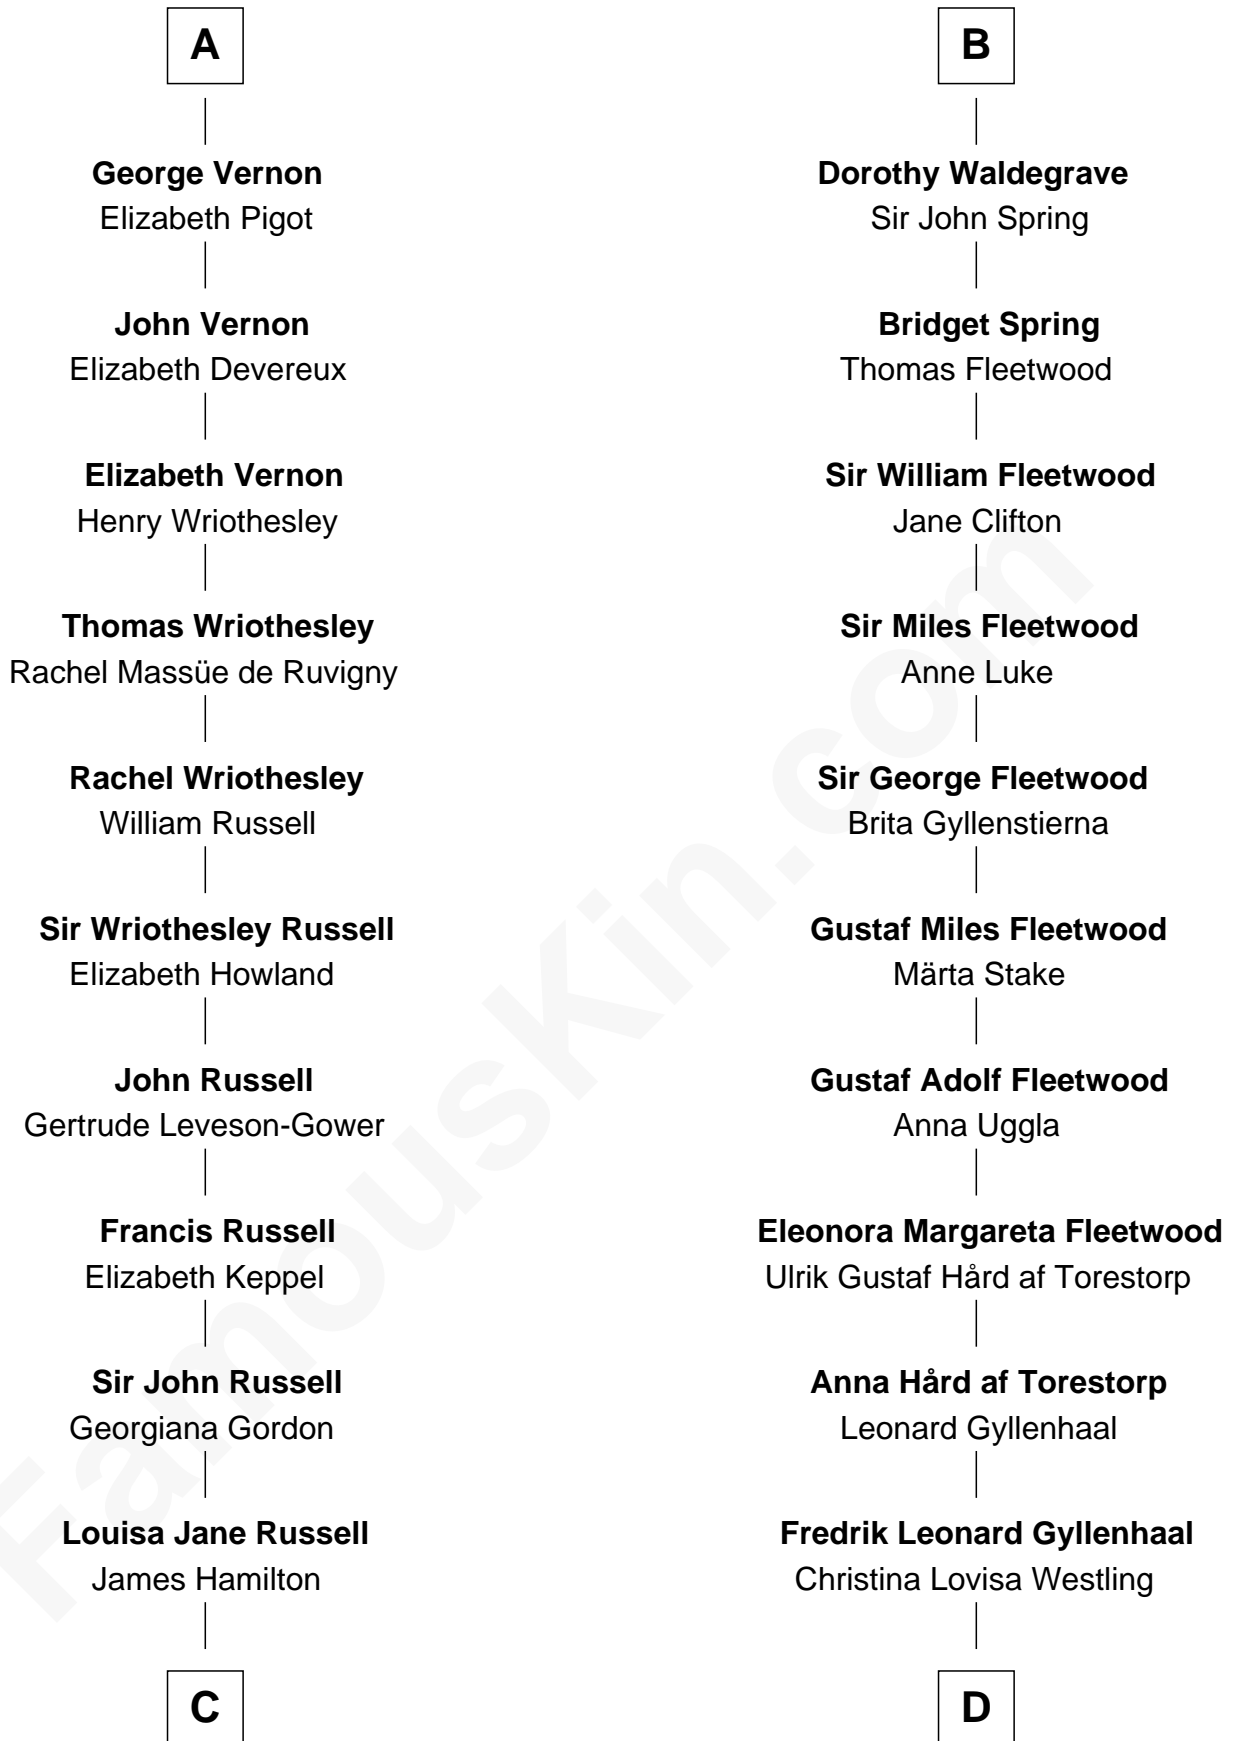 A
George Vernon
Elizabeth Pigot
John Vernon
Elizabeth Devereux
Elizabeth Vernon
Henry Wriothesley
Thomas Wriothesley
Rachel Massüe de Ruvigny
Rachel Wriothesley
William Russell
Sir Wriothesley Russell
Elizabeth Howland
John Russell
Gertrude Leveson-Gower
Francis Russell
Elizabeth Keppel
Sir John Russell
Georgiana Gordon
Louisa Jane Russell
James Hamilton
C
B
Dorothy Waldegrave
Sir John Spring
Bridget Spring
Thomas Fleetwood
Sir William Fleetwood
Jane Clifton
Sir Miles Fleetwood
Anne Luke
Sir George Fleetwood
Brita Gyllenstierna
Gustaf Miles Fleetwood
Märta Stake
Gustaf Adolf Fleetwood
Anna Uggla
Eleonora Margareta Fleetwood
Ulrik Gustaf Hård af Torestorp
Anna Hård af Torestorp
Leonard Gyllenhaal
Fredrik Leonard Gyllenhaal
Christina Lovisa Westling
D
FamousKin.com